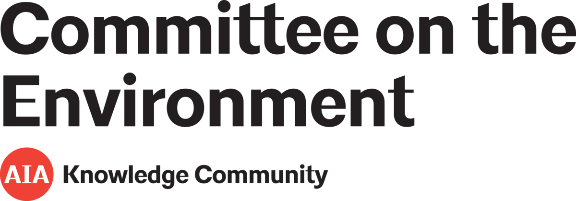 Committee on the
Environment
AIA Knowledge Community